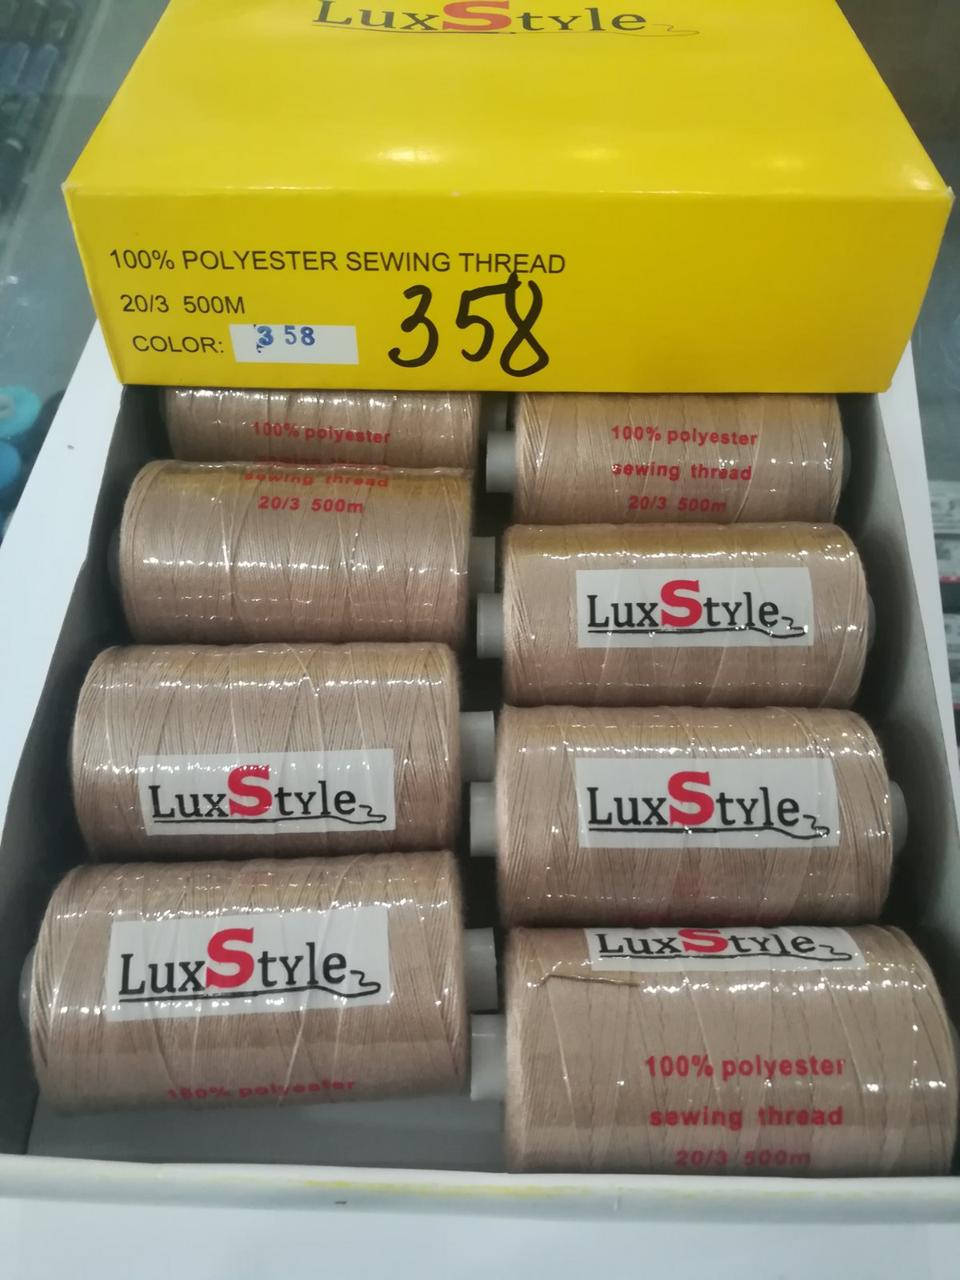 LuxStyle
100% POLYESTER SEWING THREAD
20/3 500M
COLOR: 358
358
100% polyester
sewing thread
20/3 500m
100% polyester
sewing thread
20/3 500m
LuxStyle
LuxStyle
LuxStyle
LuxStyle
100% polyester
LuxStyle
100% polyester
sewing thread
20/3 500m